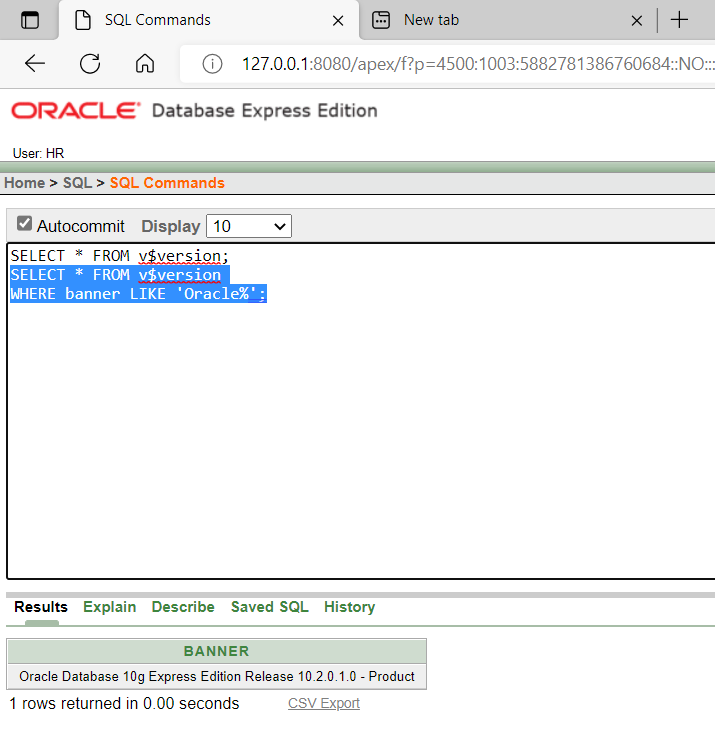 SQL Commands
New tab
127.0.0.1:8080/apex/f?p=4500:1003:5882781386760684::NO:::
ORACLE Database Express Edition
User: HR
Home > SQL > SQL Commands
Autocommit Display 10
SELECT * FROM v$version;
SELECT * FROM v$version
WHERE banner LIKE 'Oracle%';
Results Explain Describe Saved SQL History
BANNER
Oracle Database 10g Express Edition Release 10.2.0.1.0 - Product
1 rows returned in 0.00 seconds CSV Export